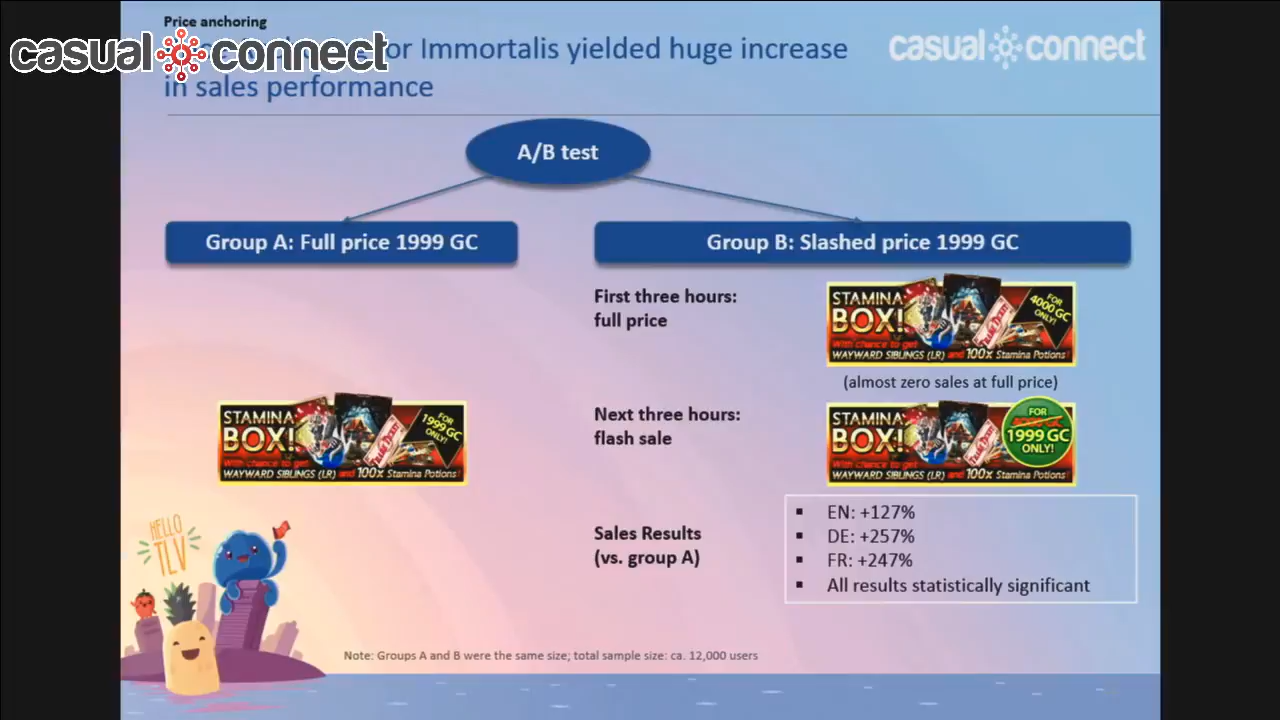 Price anchoring
casual connect
or Immortalis yielded huge increase
in sales performance
casual connect
A/B test
Group A: Full price 1999 GC
Group B: Slashed price 1999 GC
First three hours:
full price
STAMINA
BOX!
FOR
4000 GC
ONLY!
With chance to get
WAYWARD SIBLINGS (LR) and 100x Stamina Potions!
(almost zero sales at full price)
STAMINA
BOX!
FOR
1999 GC
ONLY!
With chance to get
WAYWARD SIBLINGS (LR) and 100x Stamina Potions!
Next three hours:
flash sale
STAMINA
BOX!
FOR
4000 GC
1999 GC
ONLY!
With chance to get
WAYWARD SIBLINGS (LR) and 100x Stamina Potions!
Sales Results
(vs. group A)
▪ EN: +127%
▪ DE: +257%
▪ FR: +247%
▪ All results statistically significant
HELLO
TLV
Note: Groups A and B were the same size; total sample size: ca. 12,000 users